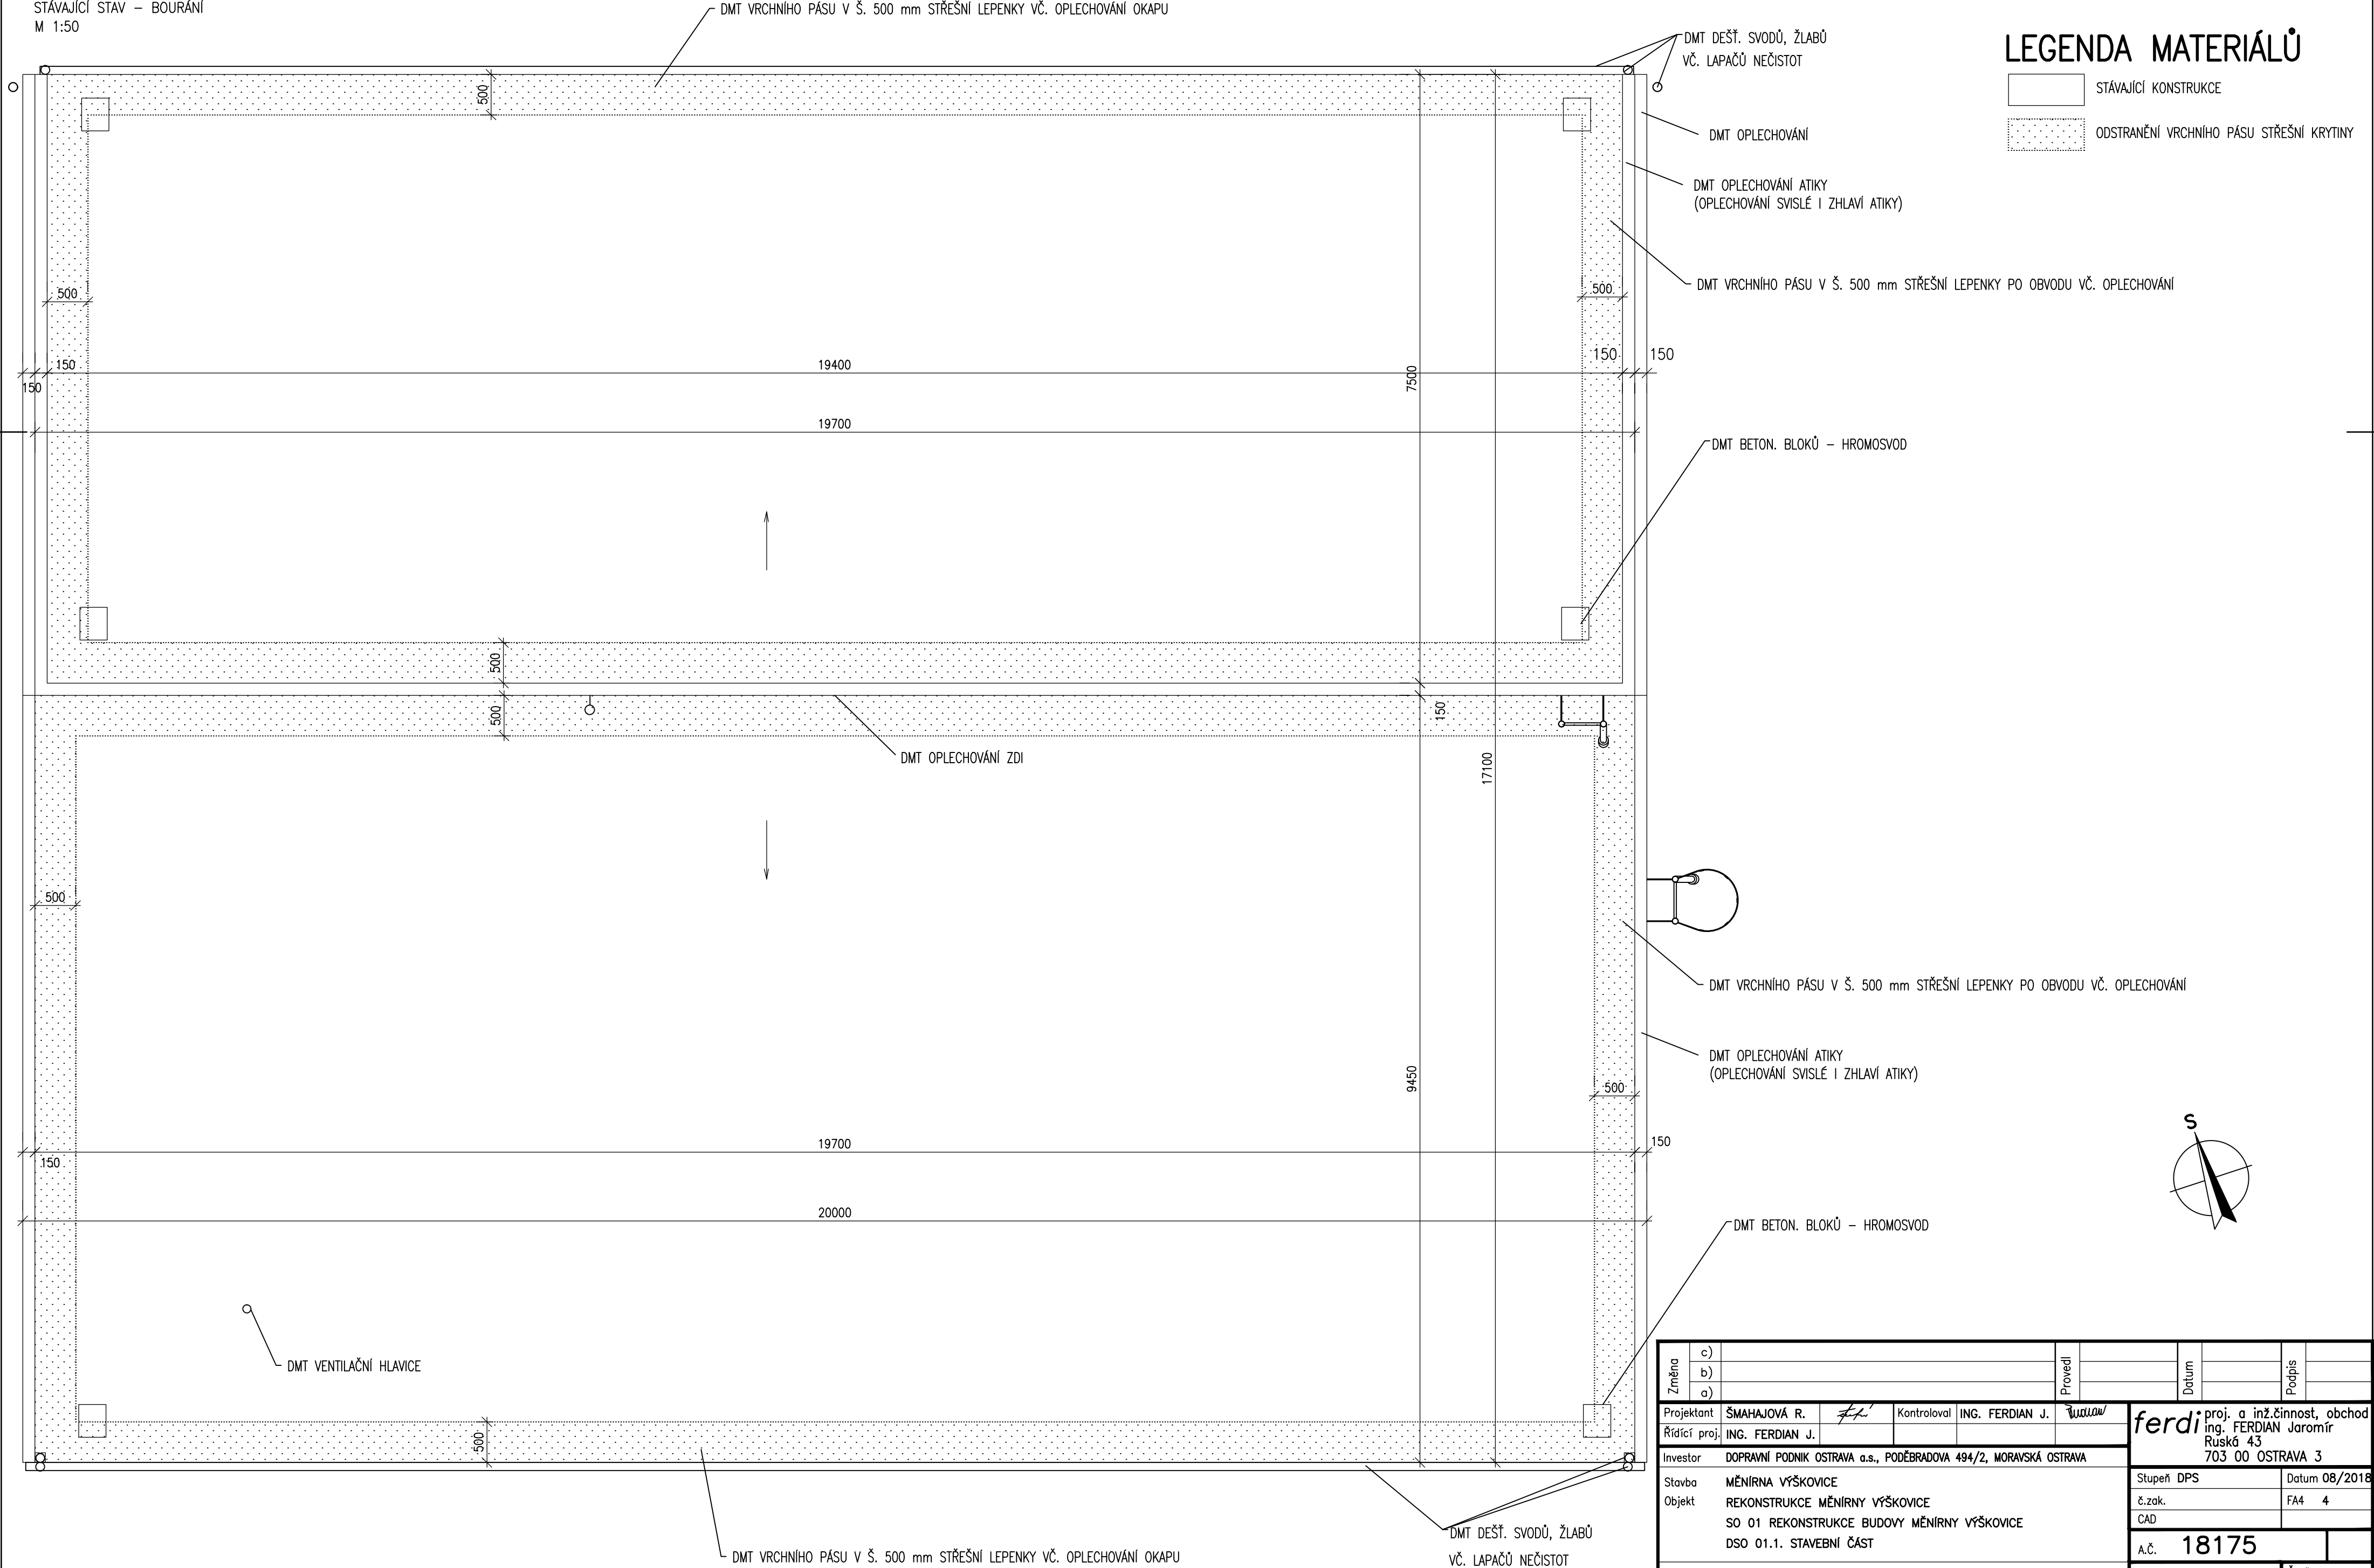 STÁVAJÍCÍ STAV – BOURÁNÍ
M 1:50
DMT VRCHNÍHO PÁSU V Š. 500 mm STŘEŠNÍ LEPENKY VČ. OPLECHOVÁNÍ OKAPU
DMT DEŠŤ. SVODŮ, ŽLABŮ
VČ. LAPAČŮ NEČISTOT
LEGENDA MATERIÁLŮ
STÁVAJÍCÍ KONSTRUKCE
ODSTRANĚNÍ VRCHNÍHO PÁSU STŘEŠNÍ KRYTINY
500
DMT OPLECHOVÁNÍ
DMT OPLECHOVÁNÍ ATIKY
(OPLECHOVÁNÍ SVISLÉ I ZHLAVÍ ATIKY)
DMT VRCHNÍHO PÁSU V Š. 500 mm STŘEŠNÍ LEPENKY PO OBVODU VČ. OPLECHOVÁNÍ
500
500
150
150
19400
7500
150
150
19700
DMT BETON. BLOKŮ – HROMOSVOD
500
500
150
DMT OPLECHOVÁNÍ ZDI
17100
500
DMT VRCHNÍHO PÁSU V Š. 500 mm STŘEŠNÍ LEPENKY PO OBVODU VČ. OPLECHOVÁNÍ
DMT OPLECHOVÁNÍ ATIKY
(OPLECHOVÁNÍ SVISLÉ I ZHLAVÍ ATIKY)
9450
500
S
150
19700
150
20000
DMT BETON. BLOKŮ – HROMOSVOD
DMT VENTILAČNÍ HLAVICE
500
DMT VRCHNÍHO PÁSU V Š. 500 mm STŘEŠNÍ LEPENKY VČ. OPLECHOVÁNÍ OKAPU
DMT DEŠŤ. SVODŮ, ŽLABŮ
VČ. LAPAČŮ NEČISTOT
Změna
c)
b)
a)
Provedl
Datum
Podpis
Projektant ŠMAHAJOVÁ R. Kontroloval ING. FERDIAN J.
Řídící proj. ING. FERDIAN J.
ferdi proj. a inž.činnost, obchod
ing. FERDIAN Jaromír
Ruská 43
703 00 OSTRAVA 3
Investor DOPRAVNÍ PODNIK OSTRAVA a.s., PODĚBRADOVA 494/2, MORAVSKÁ OSTRAVA
Stavba MĚNÍRNA VÝŠKOVICE
Objekt REKONSTRUKCE MĚNÍRNY VÝŠKOVICE
SO 01 REKONSTRUKCE BUDOVY MĚNÍRNY VÝŠKOVICE
DSO 01.1. STAVEBNÍ ČÁST
Stupeň DPS
Datum 08/2018
č.zak.
FA4 4
CAD
A.Č. 18175